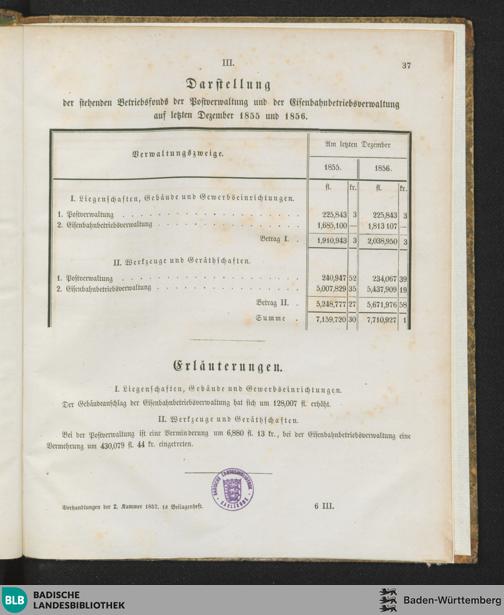 III.
37
Darstellung
der stehenden Betriebsfonds der Postverwaltung und der Eisenbahnbetriebsverwaltung
auf letzten Dezember 1855 und 1856.
Verwaltungszweige.
Am letzten Dezember
1855. 1856.
fl. kr. fl. kr.
I. Liegenschaften, Gebäude und Gewerbseinrichtungen.
1. Postverwaltung 225,843 3 225,843 3
2. Eisenbahnbetriebsverwaltung 1,685,100 — 1,813 107 —
Betrag I. 1,910,943 3 2,038,950 3
II. Werkzeuge und Geräthschaften.
1. Postverwaltung 240,947 52 234,067 39
2. Eisenbahnbetriebsverwaltung 5,007,829 35 5,437,909 19
Betrag II. 5,248,777 27 5,671,976 58
Summe 7,159,720 30 7,710,927 1
Erläuterungen.
I. Liegenschaften, Gebäude und Gewerbseinrichtungen.
Der Gebäudeanschlag der Eisenbahnbetriebsverwaltung hat sich um 128,007 fl. erhöht.
II. Werkzeuge und Geräthschaften.
Bei der Postverwaltung ist eine Verminderung um 6,880 fl. 13 kr., bei der Eisenbahnbetriebsverwaltung eine
Vermehrung um 430,079 fl. 44 kr. eingetreten.
BADISCHE LANDESBIBLIOTHEK
KARLSRUHE
Verhandlungen der 2. Kammer 1857. 1s Beilagenheft.
6 III.
BLB BADISCHE
LANDESBIBLIOTHEK
Baden-Württemberg